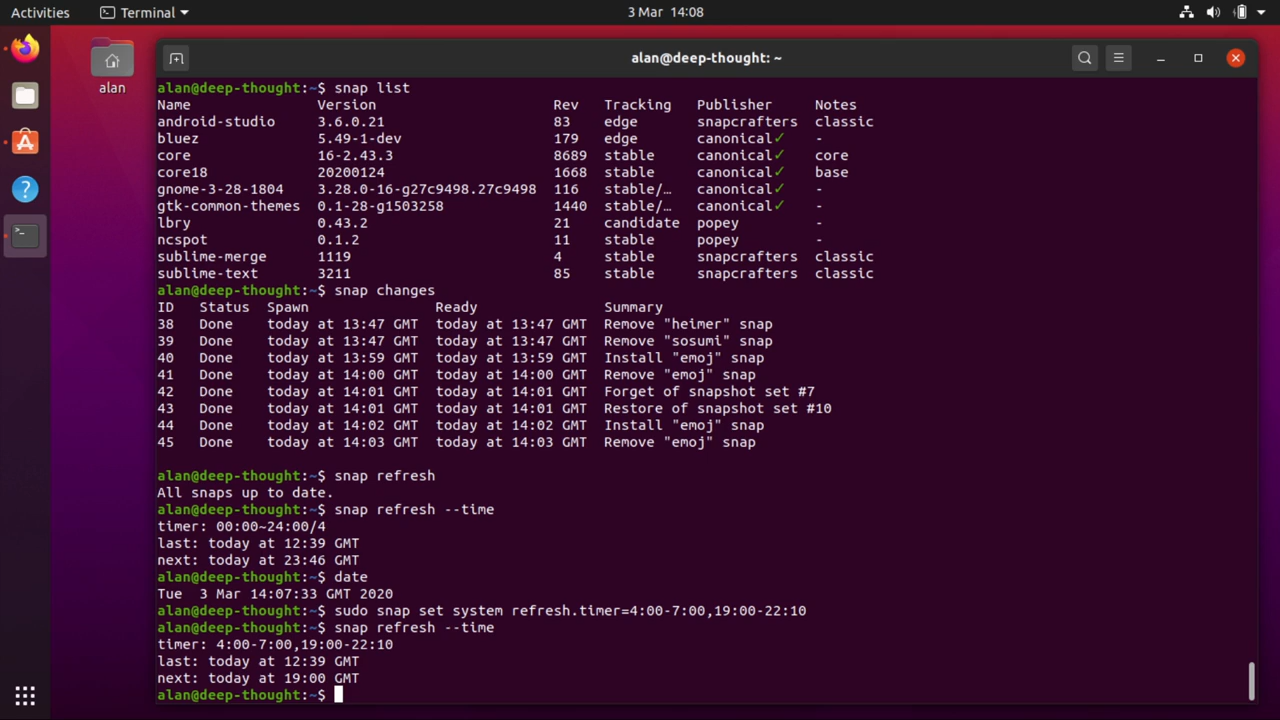 Activities Terminal 3 Mar 14:08
alan
alan@deep-thought: ~
alan@deep-thought:~$ snap list
Name Version Rev Tracking Publisher Notes
android-studio 3.6.0.21 83 edge snapcrafters classic
bluez 5.49-1-dev 179 edge canonical✓ -
core 16-2.43.3 8689 stable canonical✓ core
core18 20200124 1668 stable canonical✓ base
gnome-3-28-1804 3.28.0-16-g27c9498.27c9498 116 stable/… canonical✓ -
gtk-common-themes 0.1-28-g1503258 1440 stable/… canonical✓ -
lbry 0.43.2 21 candidate popey -
ncspot 0.1.2 11 stable popey -
sublime-merge 1119 4 stable snapcrafters classic
sublime-text 3211 85 stable snapcrafters classic
alan@deep-thought:~$ snap changes
ID Status Spawn Ready Summary
38 Done today at 13:47 GMT today at 13:47 GMT Remove "heimer" snap
39 Done today at 13:47 GMT today at 13:47 GMT Remove "sosumi" snap
40 Done today at 13:59 GMT today at 13:59 GMT Install "emoj" snap
41 Done today at 14:00 GMT today at 14:00 GMT Remove "emoj" snap
42 Done today at 14:01 GMT today at 14:01 GMT Forget of snapshot set #7
43 Done today at 14:01 GMT today at 14:01 GMT Restore of snapshot set #10
44 Done today at 14:02 GMT today at 14:02 GMT Install "emoj" snap
45 Done today at 14:03 GMT today at 14:03 GMT Remove "emoj" snap
alan@deep-thought:~$ snap refresh
All snaps up to date.
alan@deep-thought:~$ snap refresh --time
timer: 00:00~24:00/4
last: today at 12:39 GMT
next: today at 23:46 GMT
alan@deep-thought:~$ date
Tue  3 Mar 14:07:33 GMT 2020
alan@deep-thought:~$ sudo snap set system refresh.timer=4:00-7:00,19:00-22:10
alan@deep-thought:~$ snap refresh --time
timer: 4:00-7:00,19:00-22:10
last: today at 12:39 GMT
next: today at 19:00 GMT
alan@deep-thought:~$